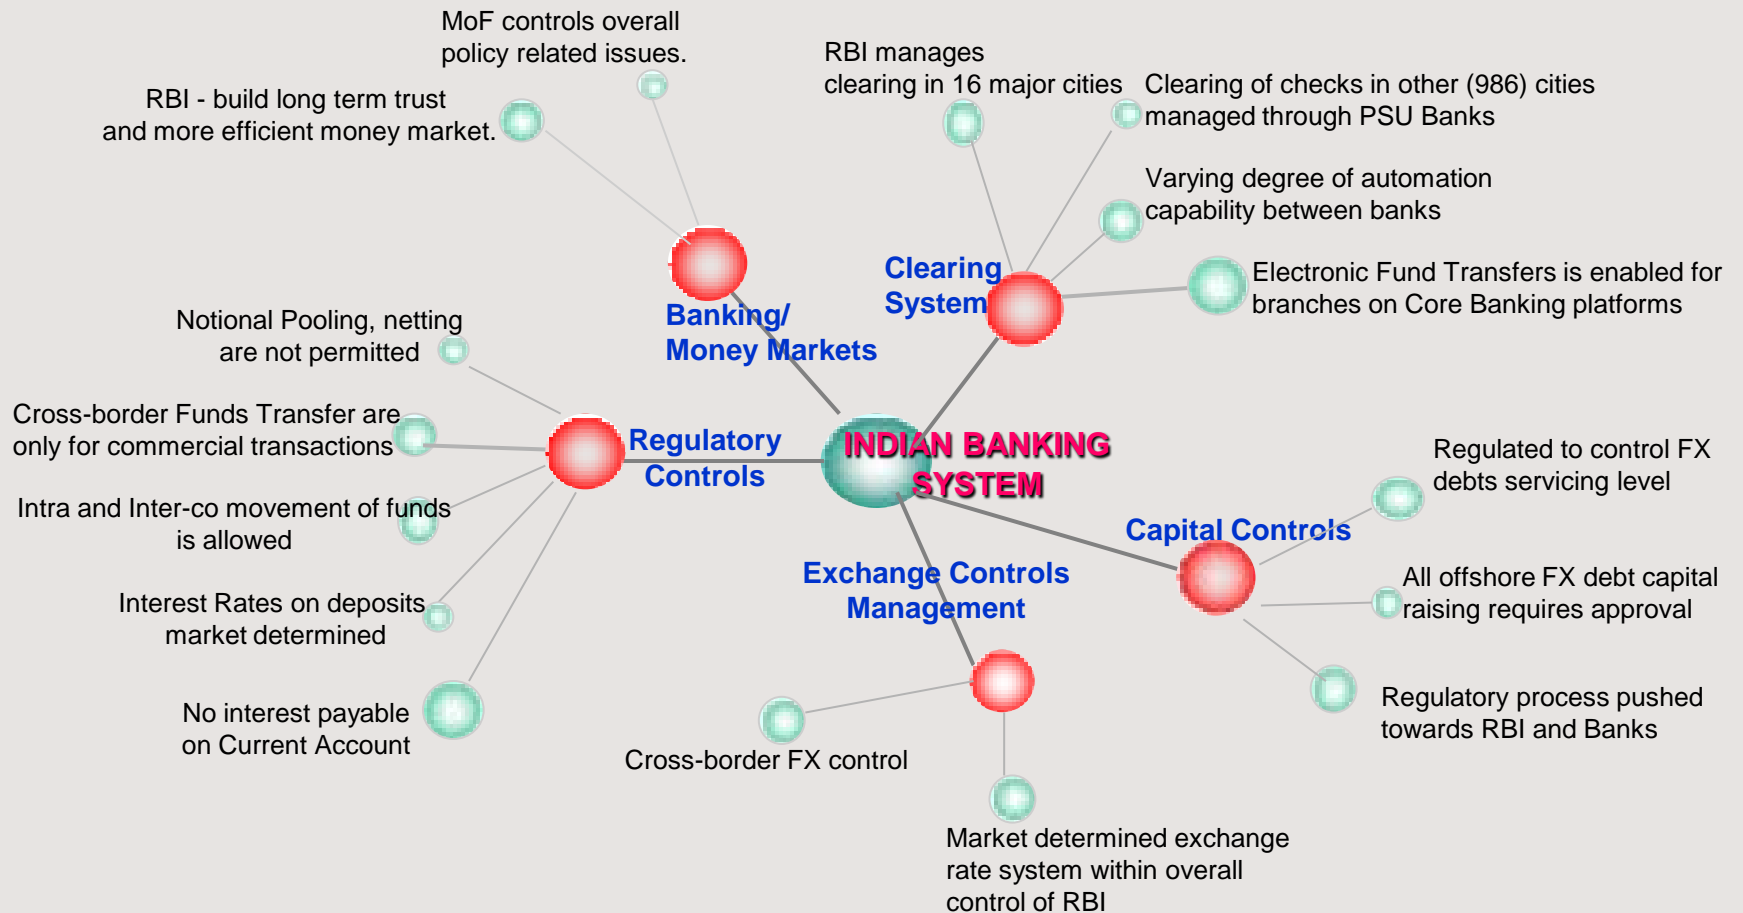 MoF controls overall
policy related issues.
RBI - build long term trust
and more efficient money market.
RBI manages
clearing in 16 major cities
Clearing of checks in other (986) cities
managed through PSU Banks
Varying degree of automation
capability between banks
Electronic Fund Transfers is enabled for
branches on Core Banking platforms
Clearing
System
Banking/
Money Markets
Notional Pooling, netting
are not permitted
Cross-border Funds Transfer are
only for commercial transactions
Intra and Inter-co movement of funds
is allowed
Interest Rates on deposits
market determined
No interest payable
on Current Account
Regulatory
Controls
INDIAN BANKING
SYSTEM
Capital Controls
Regulated to control FX
debts servicing level
All offshore FX debt capital
raising requires approval
Regulatory process pushed
towards RBI and Banks
Exchange Controls
Management
Cross-border FX control
Market determined exchange
rate system within overall
control of RBI